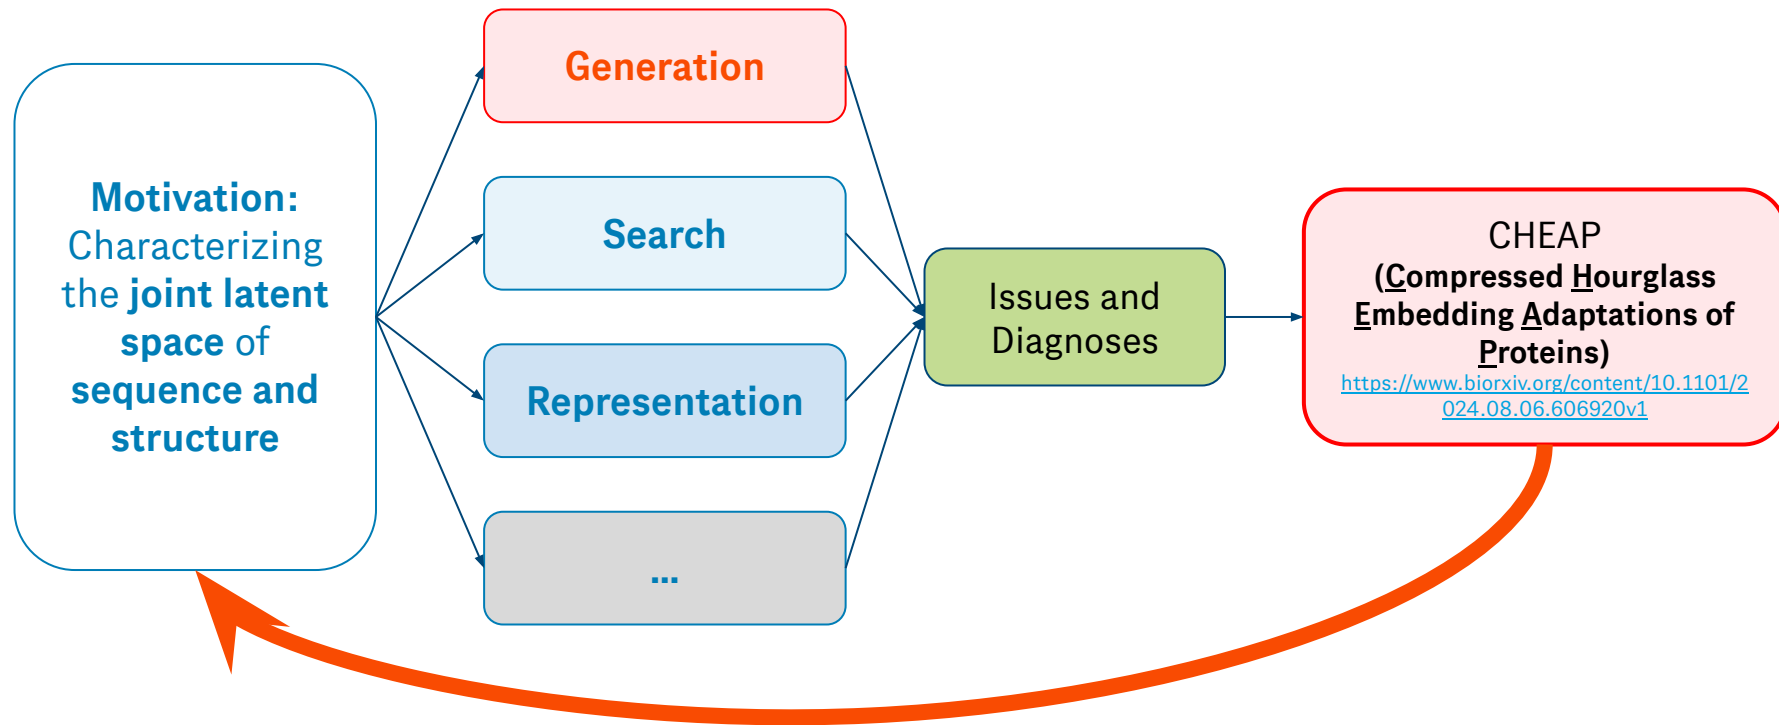 Motivation:
Characterizing
the joint latent
space of
sequence and
structure
Generation
Search
Representation
...
Issues and
Diagnoses
CHEAP
(Compressed Hourglass
Embedding Adaptations of
Proteins)
https://www.biorxiv.org/content/10.1101/2
024.08.06.606920v1